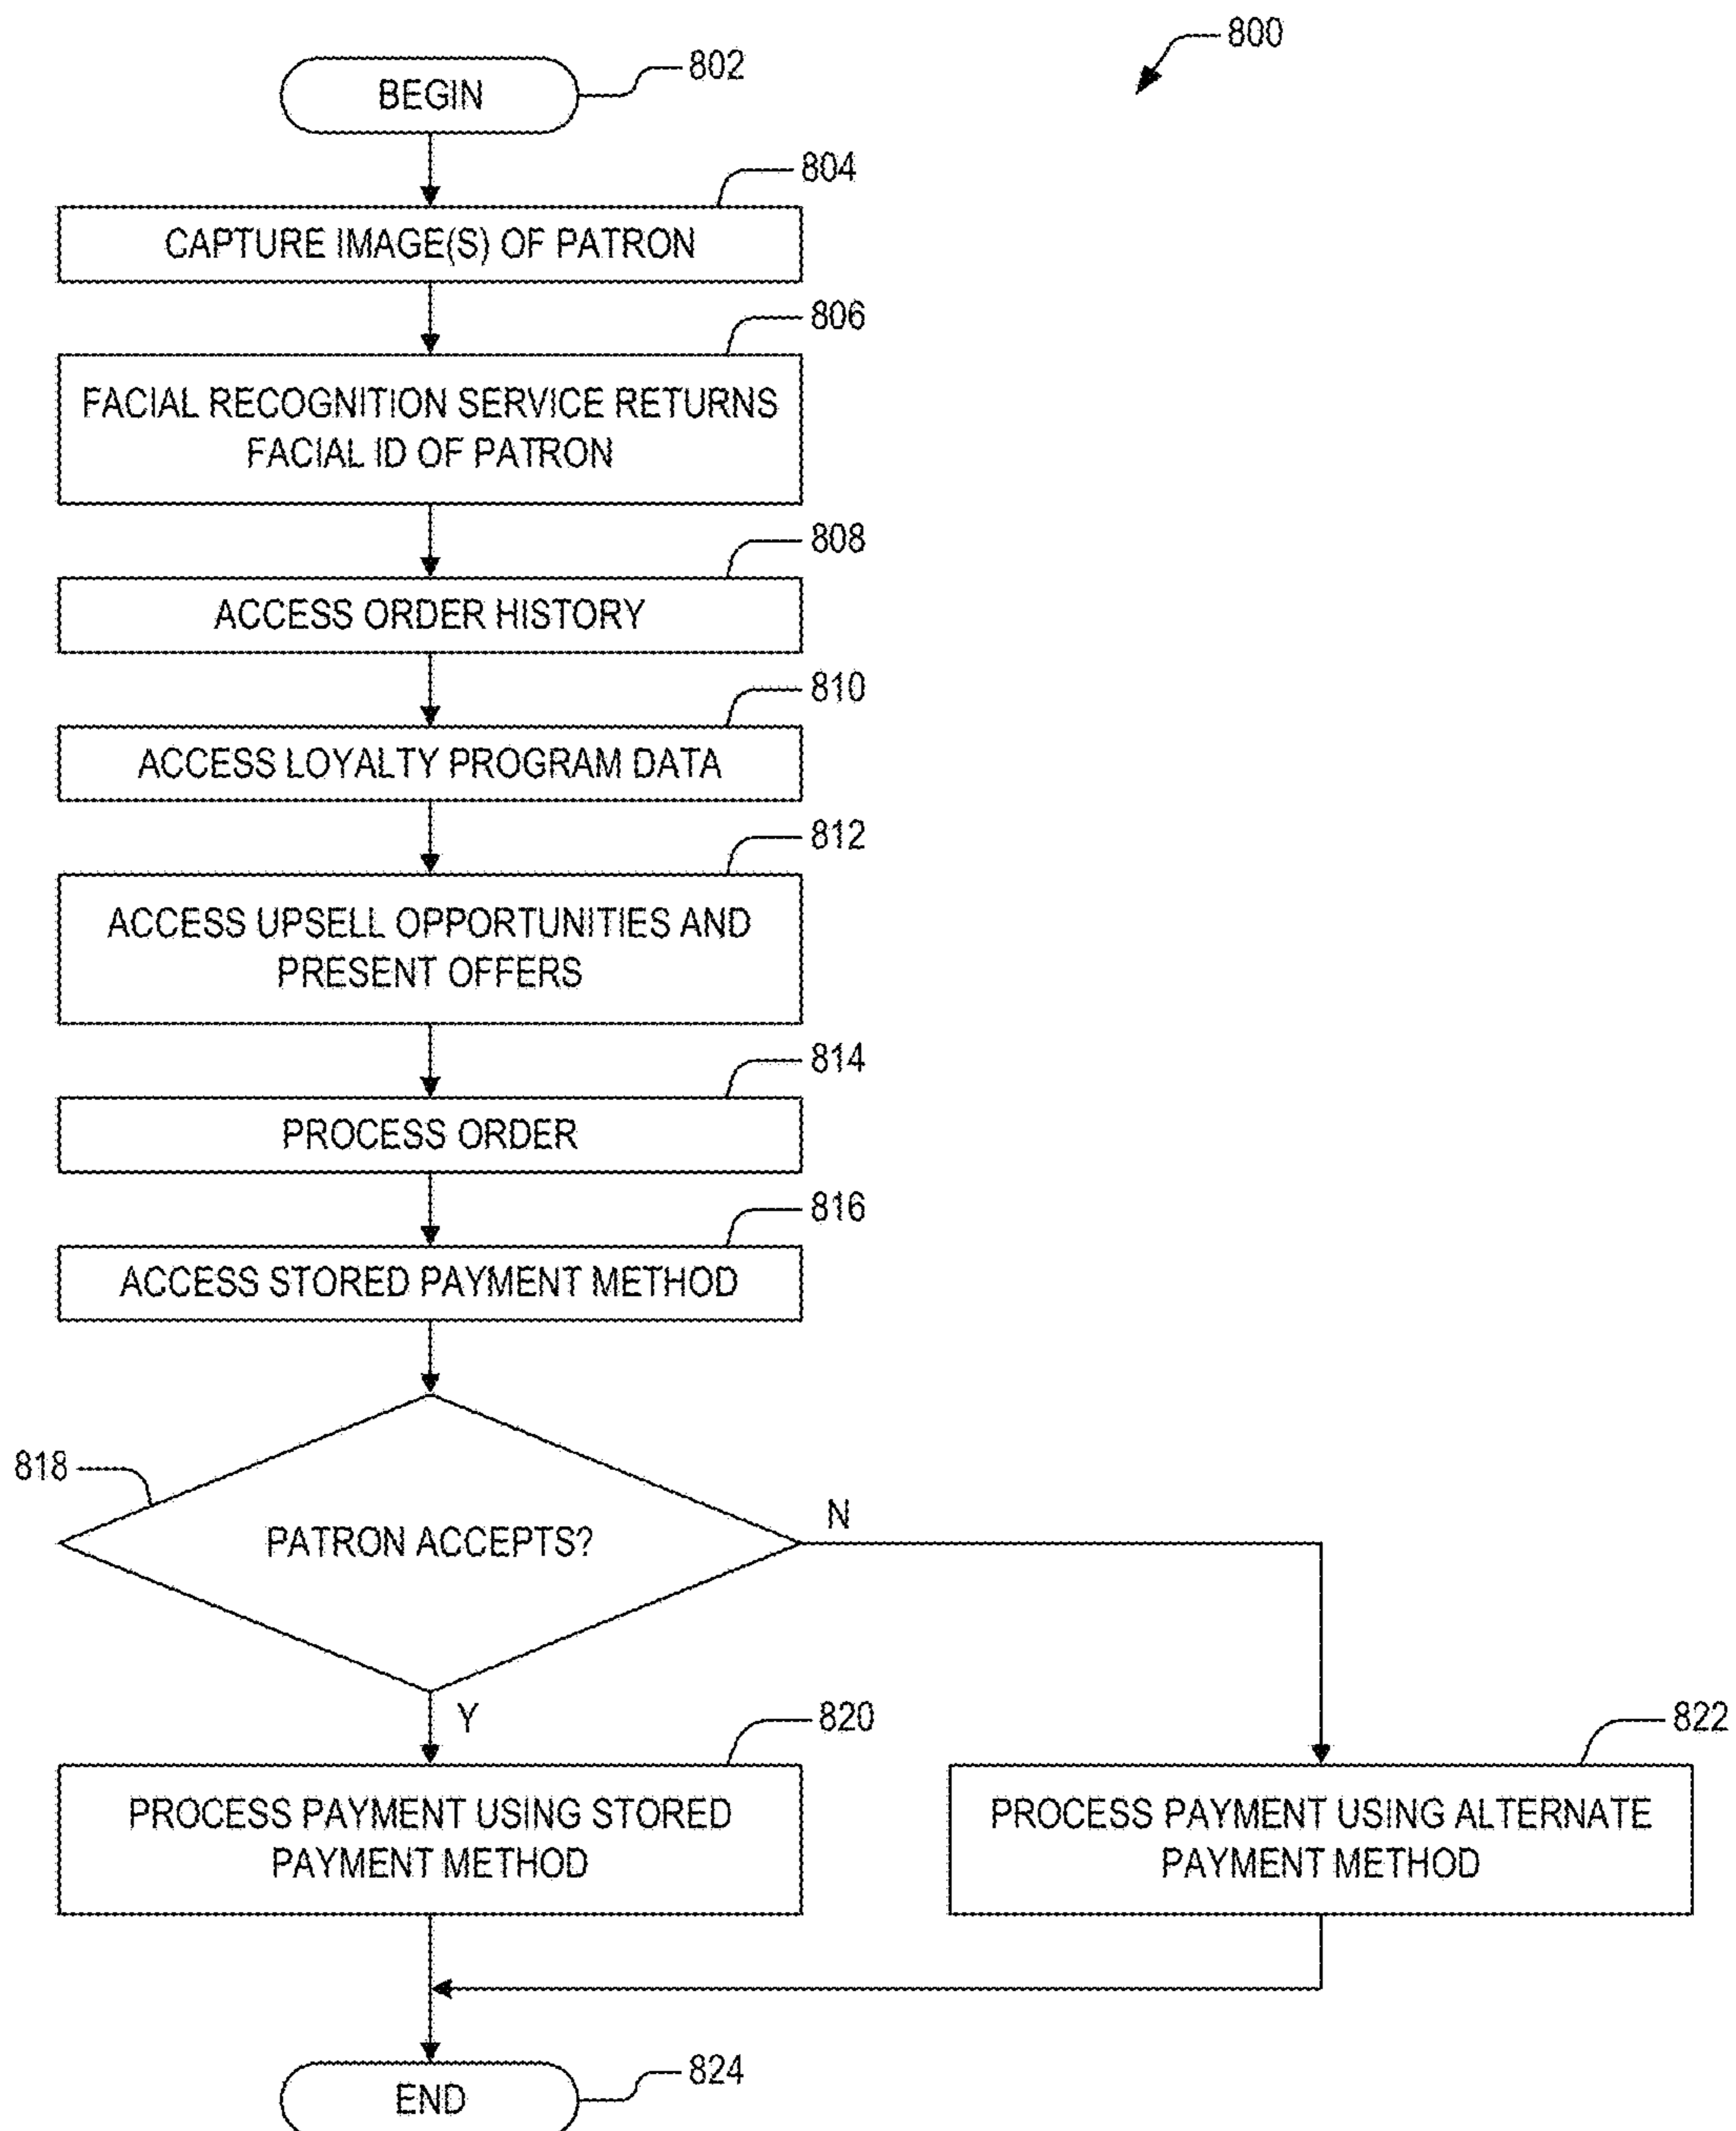 800
BEGIN
802
804
CAPTURE IMAGE(S) OF PATRON
806
FACIAL RECOGNITION SERVICE RETURNS
FACIAL ID OF PATRON
808
ACCESS ORDER HISTORY
810
ACCESS LOYALTY PROGRAM DATA
812
ACCESS UPSELL OPPORTUNITIES AND
PRESENT OFFERS
814
PROCESS ORDER
816
ACCESS STORED PAYMENT METHOD
818
PATRON ACCEPTS?
N
Y
820
PROCESS PAYMENT USING STORED
PAYMENT METHOD
822
PROCESS PAYMENT USING ALTERNATE
PAYMENT METHOD
END
824